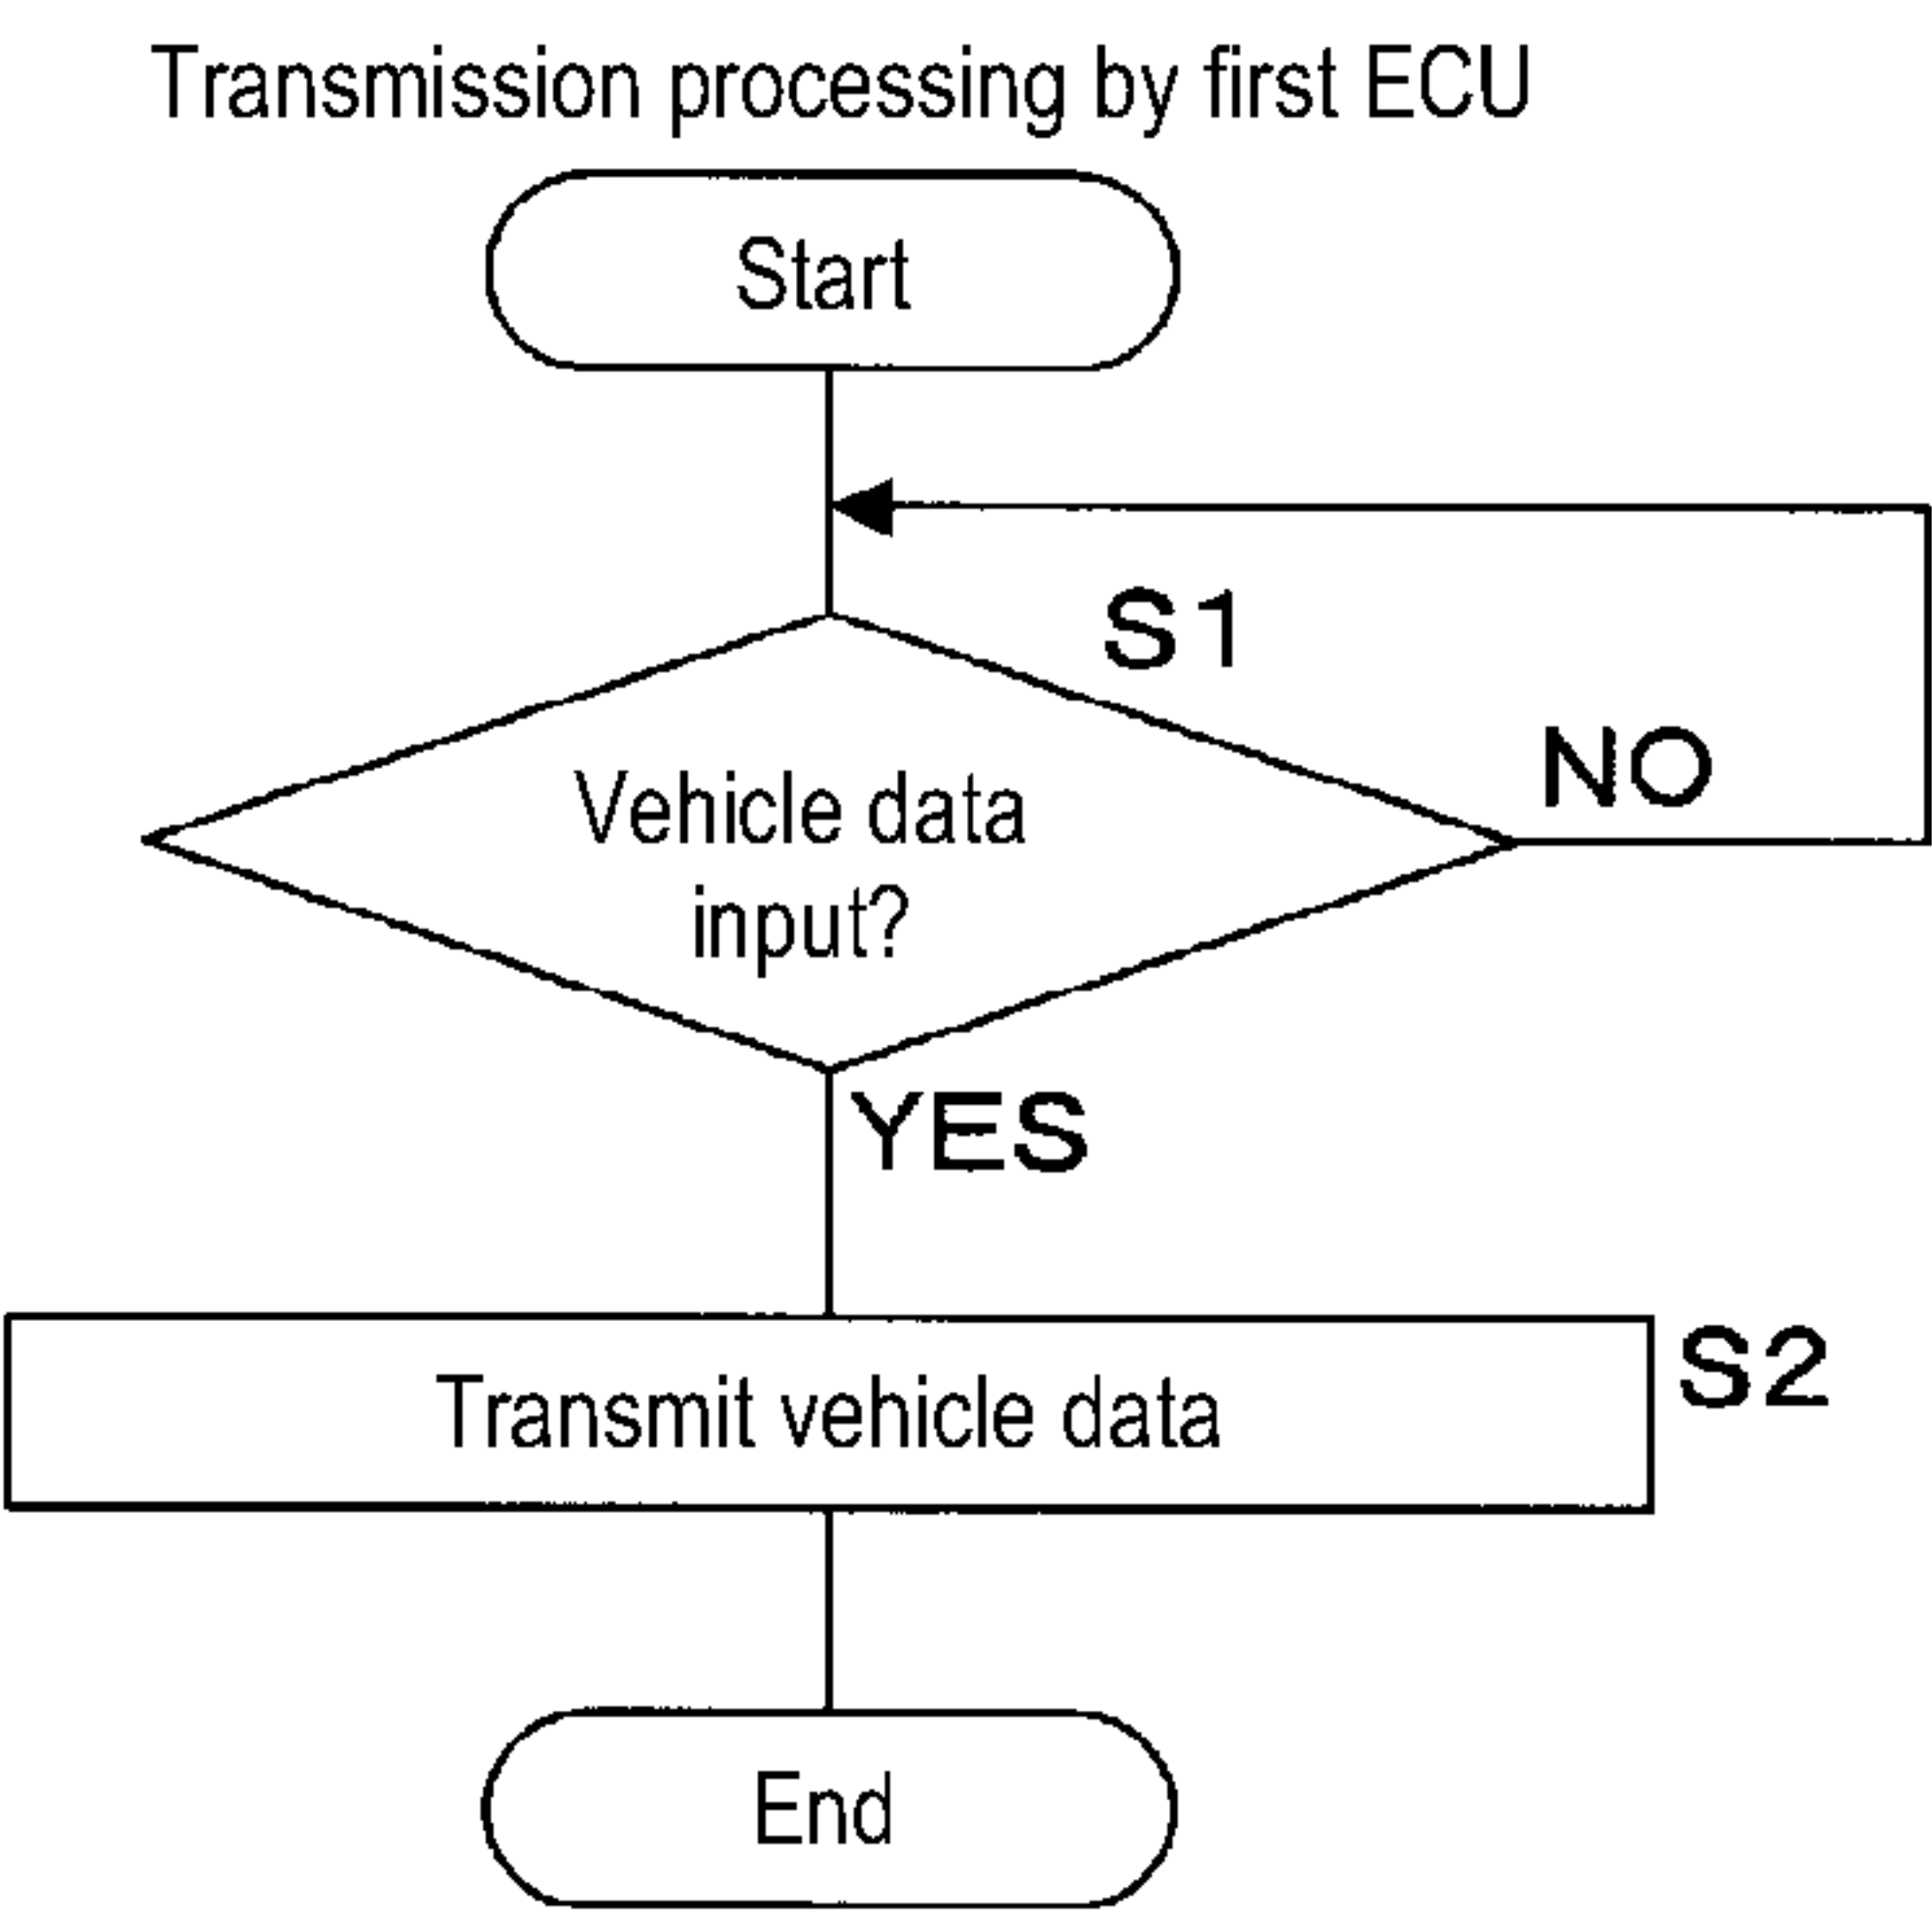 Transmission processing by first ECU
Start
S1
Vehicle data
input?
NO
YES
Transmit vehicle data
S2
End